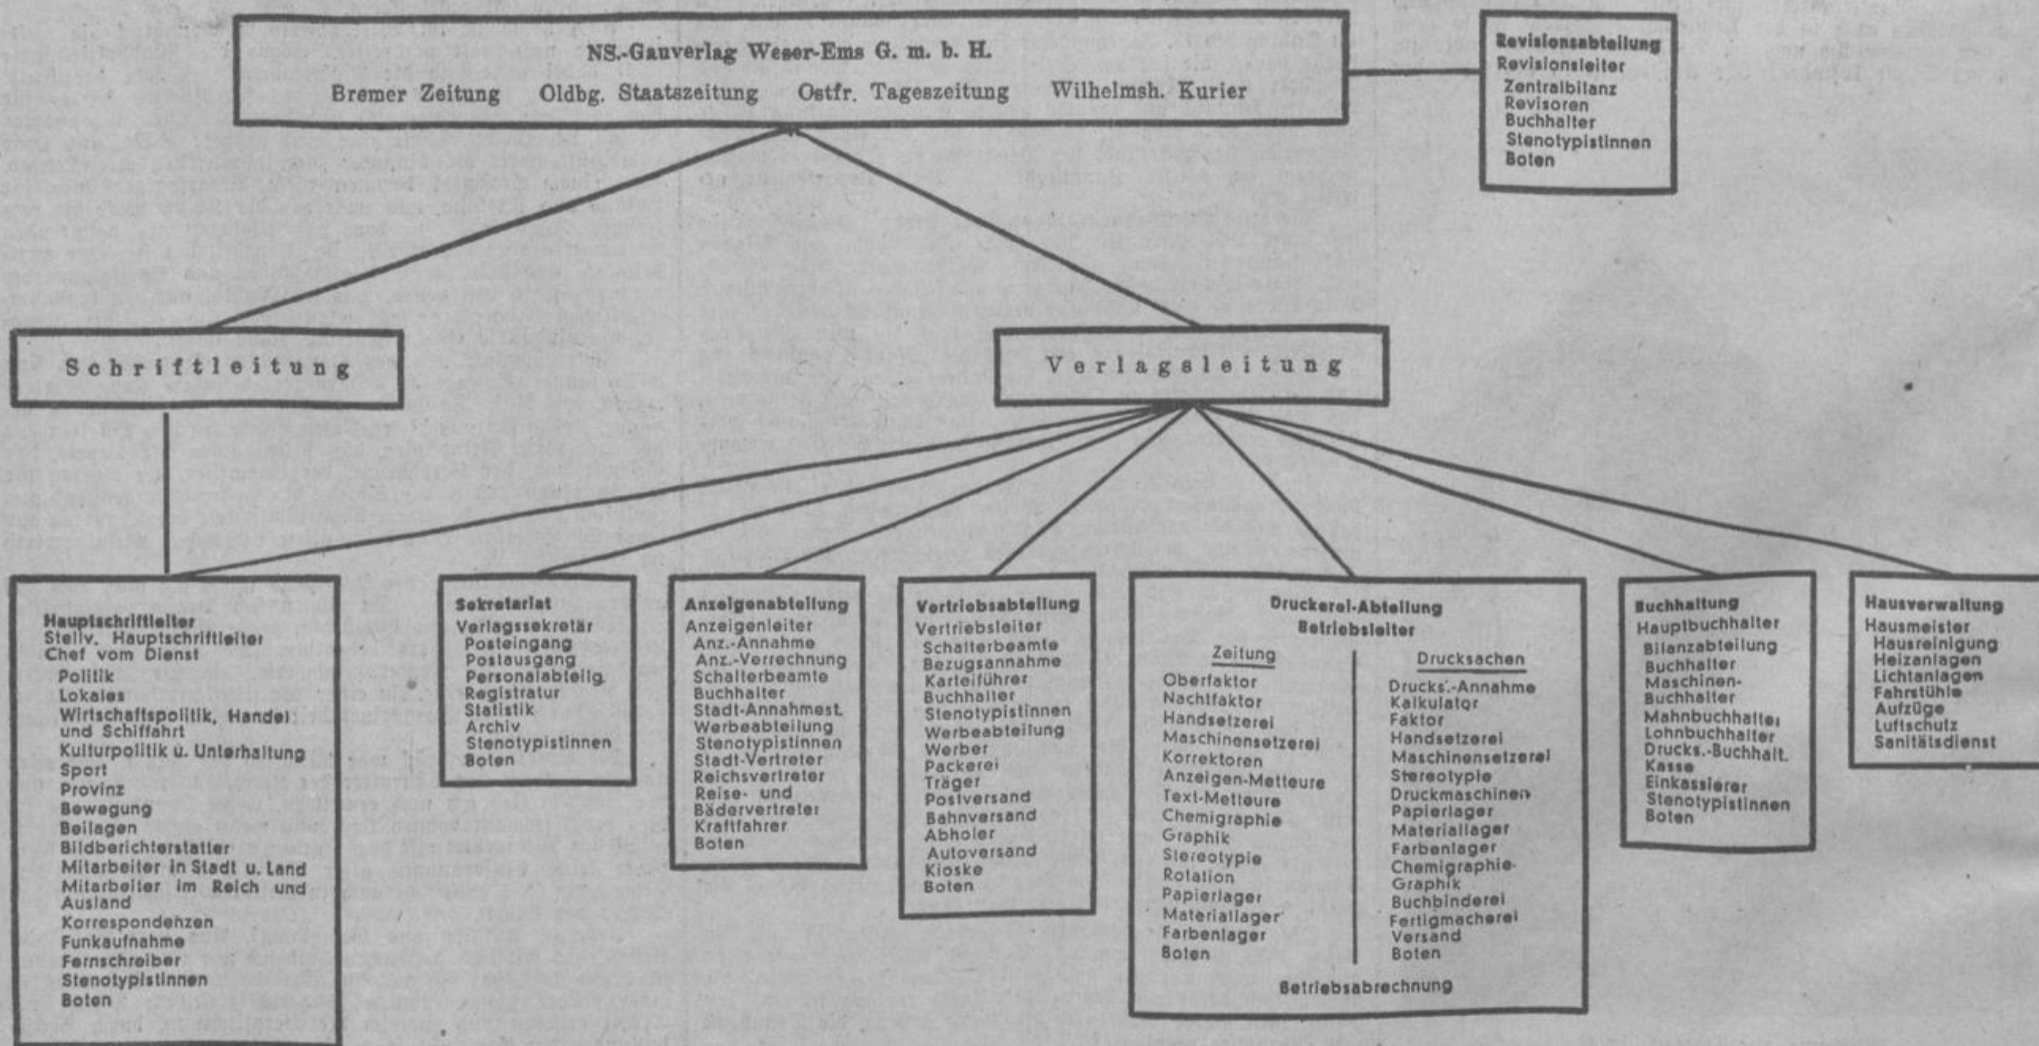 NS.-Gauverlag Weser-Ems G. m. b. H.
Bremer Zeitung Oldbg. Staatszeitung Ostfr. Tageszeitung Wilhelmsh. Kurier
Revisionsabteilung
Revisionsleiter
Zentralbilanz
Revisoren
Buchhalter
Stenotypistinnen
Boten
Schriftleitung
Verlagsleitung
Hauptschriftleiter
Stellv. Hauptschriftleiter
Chef vom Dienst
Politik
Lokales
Wirtschaftspolitik, Handel
und Schiffahrt
Kulturpolitik u. Unterhaltung
Sport
Provinz
Bewegung
Beilagen
Bildberichterstatter
Mitarbeiter in Stadt u. Land
Mitarbeiter im Reich und
Ausland
Korrespondenzen
Funkaufnahme
Fernschreiber
Stenotypistinnen
Boten
Sekretariat
Verlagssekretär
Posteingang
Postausgang
Personalabteilg.
Registratur
Statistik
Archiv
Stenotypistinnen
Boten
Anzeigenabteilung
Anzeigenleiter
Anz.-Annahme
Anz.-Verrechnung
Schalterbeamte
Buchhalter
Stadt-Annahmest.
Werbeabteilung
Stenotypistinnen
Stadt-Vertreter
Reichsvertreter
Reise- und
Bädervertreter
Kraftfahrer
Boten
Vertriebsabteilung
Vertriebsleiter
Schalterbeamte
Bezugsannahme
Karteiführer
Buchhalter
Stenotypistinnen
Werbeabteilung
Werber
Packerei
Träger
Postversand
Bahnversand
Abholer
Autoversand
Kioske
Boten
Druckerei-Abteilung
Betriebsleiter
Zeitung
Oberfaktor
Nachtfaktor
Handsetzerei
Maschinensetzerei
Korrektoren
Anzeigen-Metteure
Text-Metteure
Chemigraphie
Graphik
Stereotypie
Rotation
Papierlager
Materiallager
Farbenlager
Boten
Drucksachen
Drucks.-Annahme
Kalkulator
Faktor
Handsetzerei
Maschinensetzerei
Stereotypie
Druckmaschinen
Papierlager
Materiallager
Farbenlager
Chemigraphie-
Graphik
Buchbinderei
Fertigmacherei
Versand
Boten
Betriebsabrechnung
Buchhaltung
Hauptbuchhalter
Bilanzabteilung
Buchhalter
Maschinen-
Buchhalter
Mahnbuchhalter
Lohnbuchhalter
Drucks.-Buchhalt.
Kasse
Einkassierer
Stenotypistinnen
Boten
Hausverwaltung
Hausmeister
Hausreinigung
Heizanlagen
Lichtanlagen
Fahrstühle
Aufzüge
Luftschutz
Sanitätsdienst